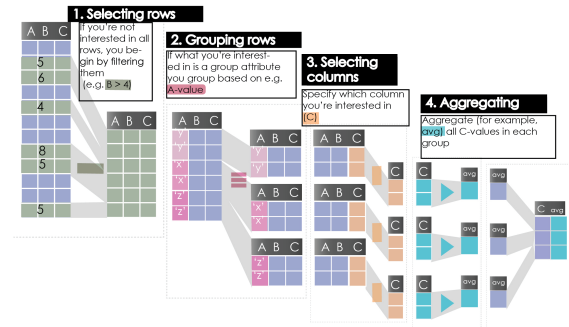 1. Selecting rows
A B C
If you're not
interested in all
rows, you be-
gin by filtering
them
(e.g. B > 4)
5
6
4
8
5
5
A B C
2. Grouping rows
If what you're interest-
ed in is a group attribute
you group based on e.g.
A-value
A B C
'y'
'y'
'x'
'x'
'z'
'z'
A B C
'y'
'y'
A B C
'x'
'x'
A B C
'z'
'z'
3. Selecting
columns
Specify which column
you're interested in
(C)
A B C
C
A B C
C
A B C
C
4. Aggregating
Aggregate (for example,
avg) all C-values in each
group
C
avg
avg
C
avg
avg
C
avg
avg
C avg